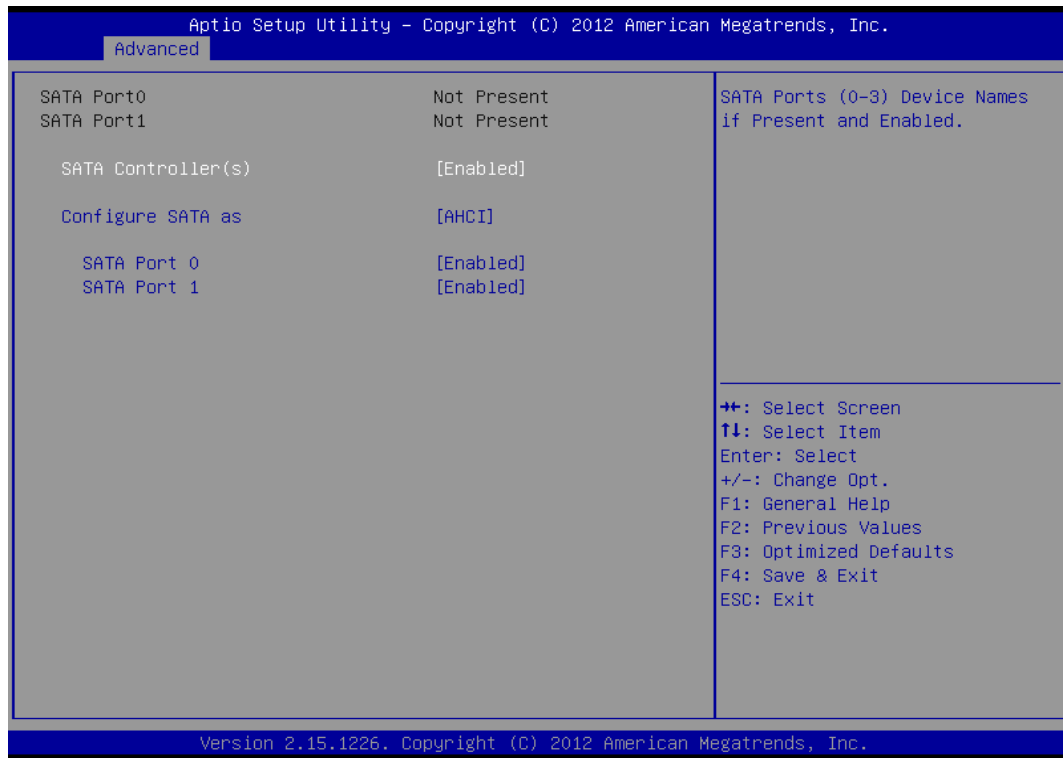 Aptio Setup Utility – Copyright (C) 2012 American Megatrends, Inc.
Advanced
SATA Port0 Not Present
SATA Port1 Not Present
SATA Controller(s) [Enabled]
Configure SATA as [AHCI]
SATA Port 0 [Enabled]
SATA Port 1 [Enabled]
SATA Ports (0-3) Device Names
if Present and Enabled.
→←: Select Screen
↑↓: Select Item
Enter: Select
+/-: Change Opt.
F1: General Help
F2: Previous Values
F3: Optimized Defaults
F4: Save & Exit
ESC: Exit
Version 2.15.1226. Copyright (C) 2012 American Megatrends, Inc.